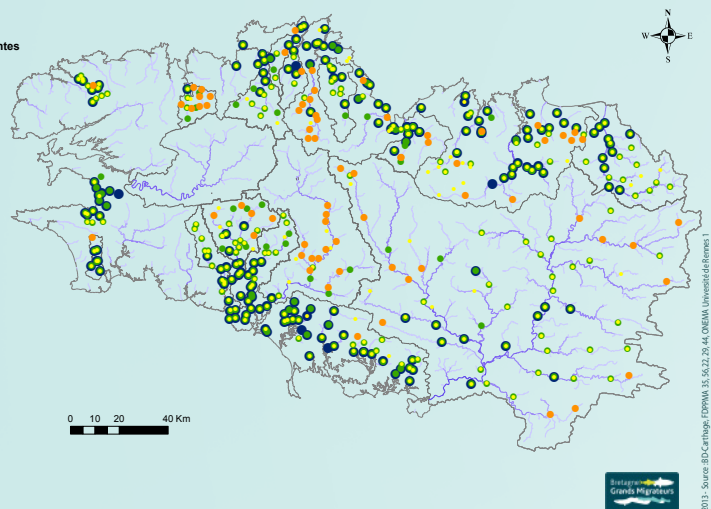 ntes
N
W E
S
0 10 20 40 Km
Bretagne
Grands Migrateurs
2013 - Source :BD-Carthage, FDPPMA 35, 56,22, 29, 44, ONEMA Université de Rennes 1